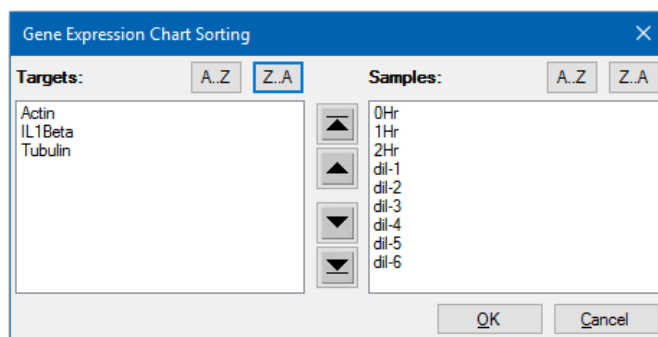 Gene Expression Chart Sorting
Targets: A..Z Z..A Samples: A..Z Z..A
Actin
IL1Beta
Tubulin
0Hr
1Hr
2Hr
dil-1
dil-2
dil-3
dil-4
dil-5
dil-6
OK Cancel